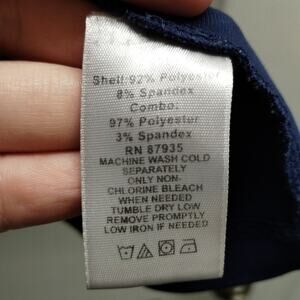 Shell 92% Polyester
8% Spandex
Combo:
97% Polyester
3% Spandex
RN 87935
MACHINE WASH COLD
SEPARATELY
ONLY NON-
CHLORINE BLEACH
WHEN NEEDED
TUMBLE DRY LOW
REMOVE PROMPTLY
LOW IRON IF NEEDED